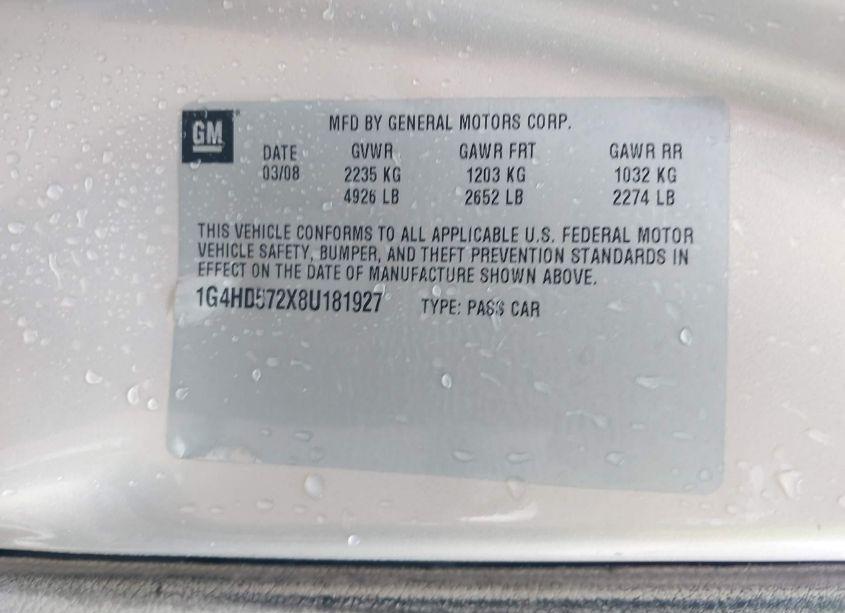 GM
MFD BY GENERAL MOTORS CORP.
DATE GVWR GAWR FRT GAWR RR
03/08 2235 KG 1203 KG 1032 KG
4926 LB 2652 LB 2274 LB
THIS VEHICLE CONFORMS TO ALL APPLICABLE U.S. FEDERAL MOTOR
VEHICLE SAFETY, BUMPER, AND THEFT PREVENTION STANDARDS IN
EFFECT ON THE DATE OF MANUFACTURE SHOWN ABOVE.
1G4HD572X8U181927 TYPE: PASS CAR